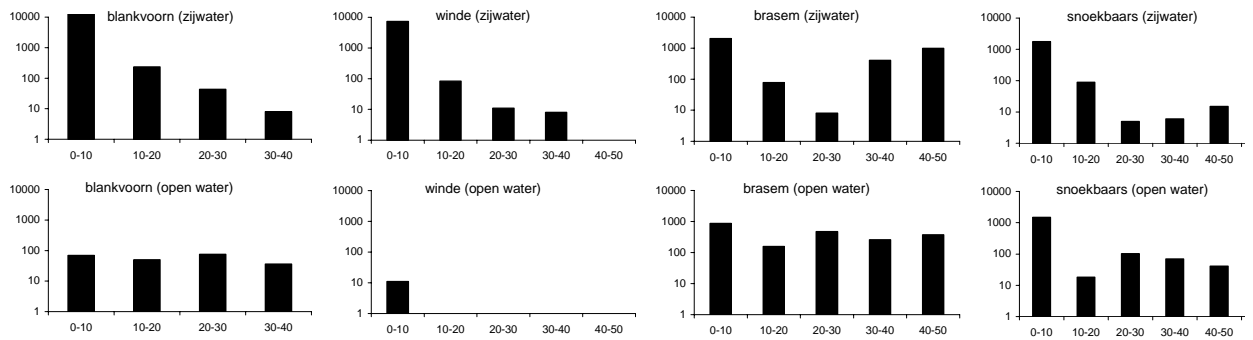 blankvoorn (zijwater)
10000
1000
100
10
1
0-10 10-20 20-30 30-40
winde (zijwater)
10000
1000
100
10
1
0-10 10-20 20-30 30-40 40-50
brasem (zijwater)
10000
1000
100
10
1
0-10 10-20 20-30 30-40 40-50
snoekbaars (zijwater)
10000
1000
100
10
1
0-10 10-20 20-30 30-40 40-50
blankvoorn (open water)
10000
1000
100
10
1
0-10 10-20 20-30 30-40
winde (open water)
10000
1000
100
10
1
0-10 10-20 20-30 30-40 40-50
brasem (open water)
10000
1000
100
10
1
0-10 10-20 20-30 30-40 40-50
snoekbaars (open water)
10000
1000
100
10
1
0-10 10-20 20-30 30-40 40-50